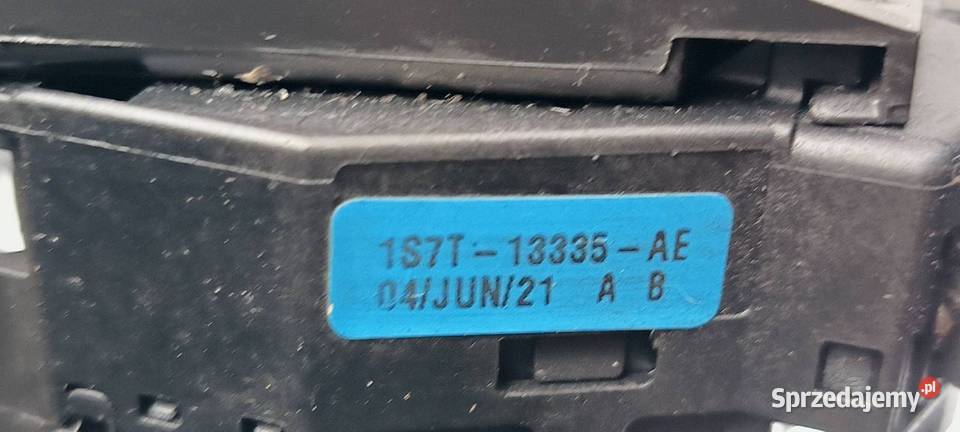 1S7T-13335-AE
04/JUN/21 A B
Sprzedajemy.pl